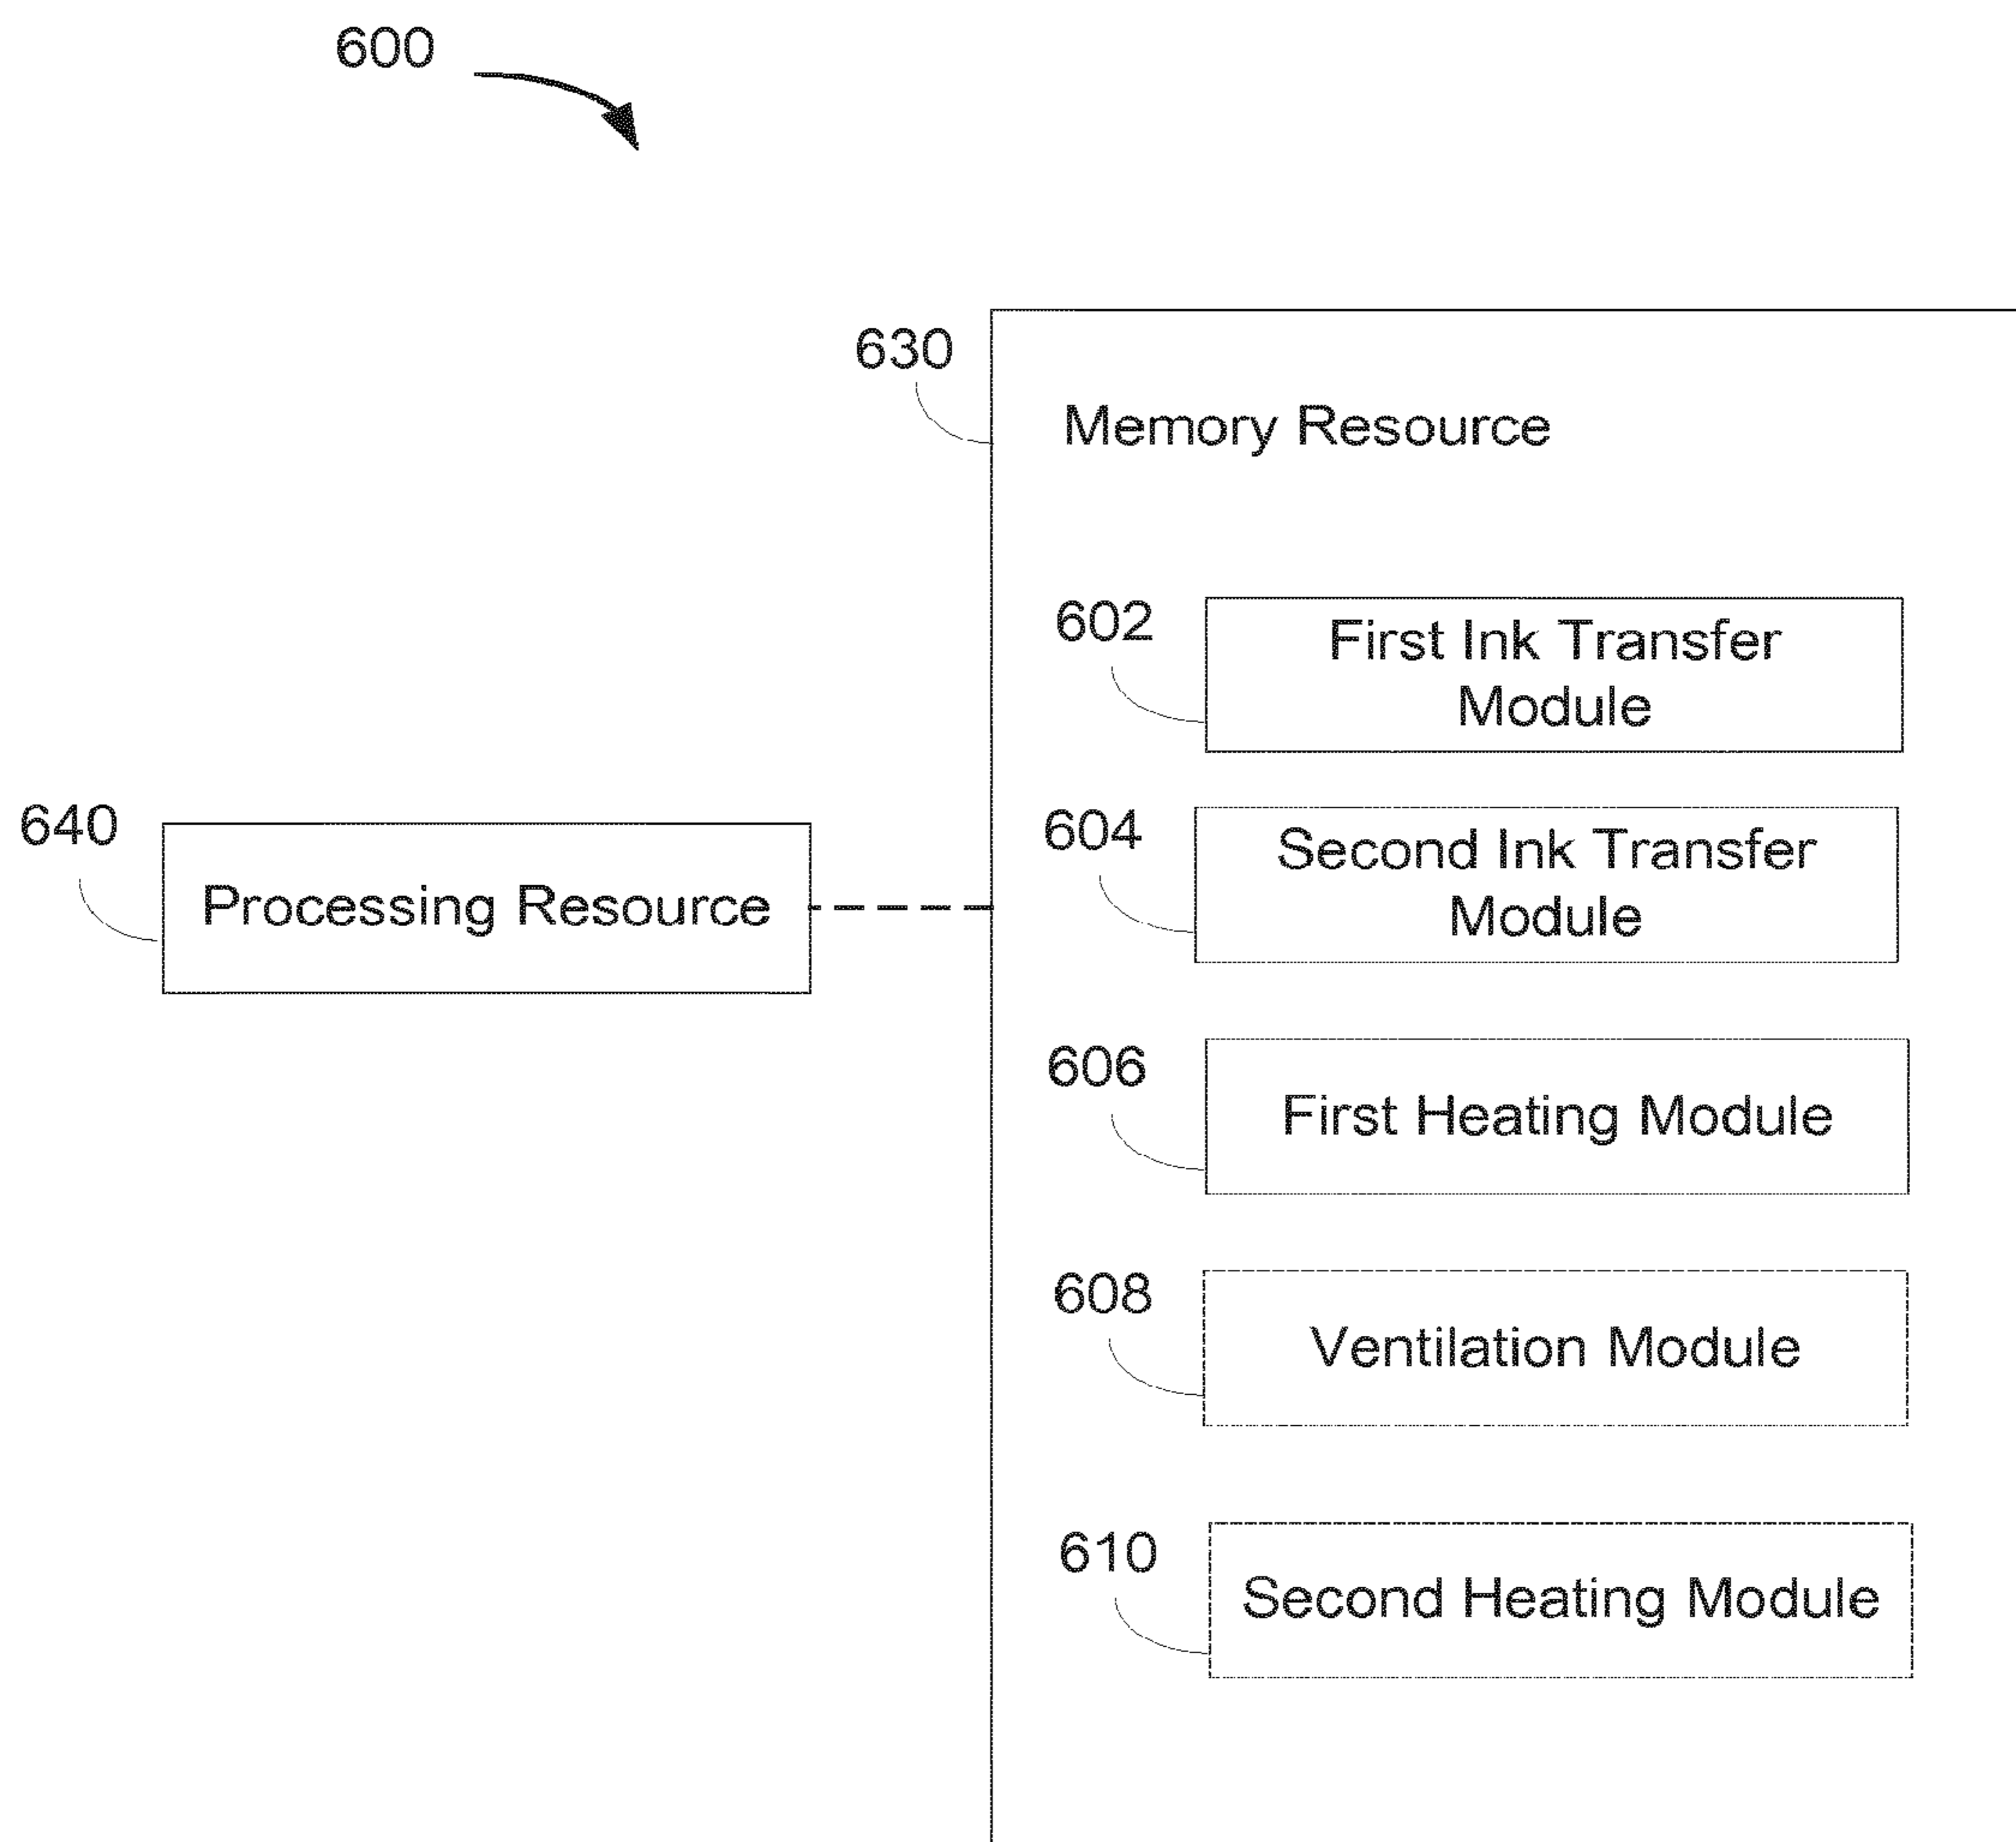 600
630
Memory Resource
602
First Ink Transfer
Module
604
Second Ink Transfer
Module
640
Processing Resource
606
First Heating Module
608
Ventilation Module
610
Second Heating Module